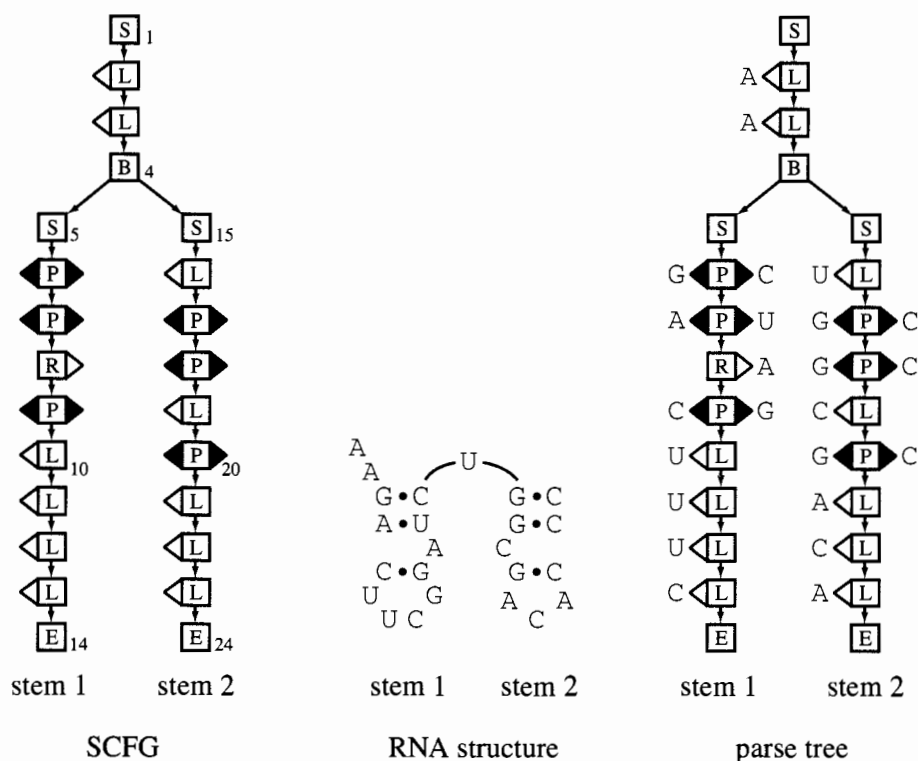 S 1
L
L
B 4
S 5 S 15
P L
P P
R P
P L
L 10 P 20
L L
L L
L L
E 14 E 24
stem 1 stem 2
SCFG
A
U
A
G • C G • C
A • U G • C
A C
C • G G • C
U G A A
U C C
stem 1 stem 2
RNA structure
S
A L
A L
B
S S
G P C U L
A P U G P C
R A G P C
C P G C L
U L G P C
U L A L
U L C L
C L A L
E E
stem 1 stem 2
parse tree